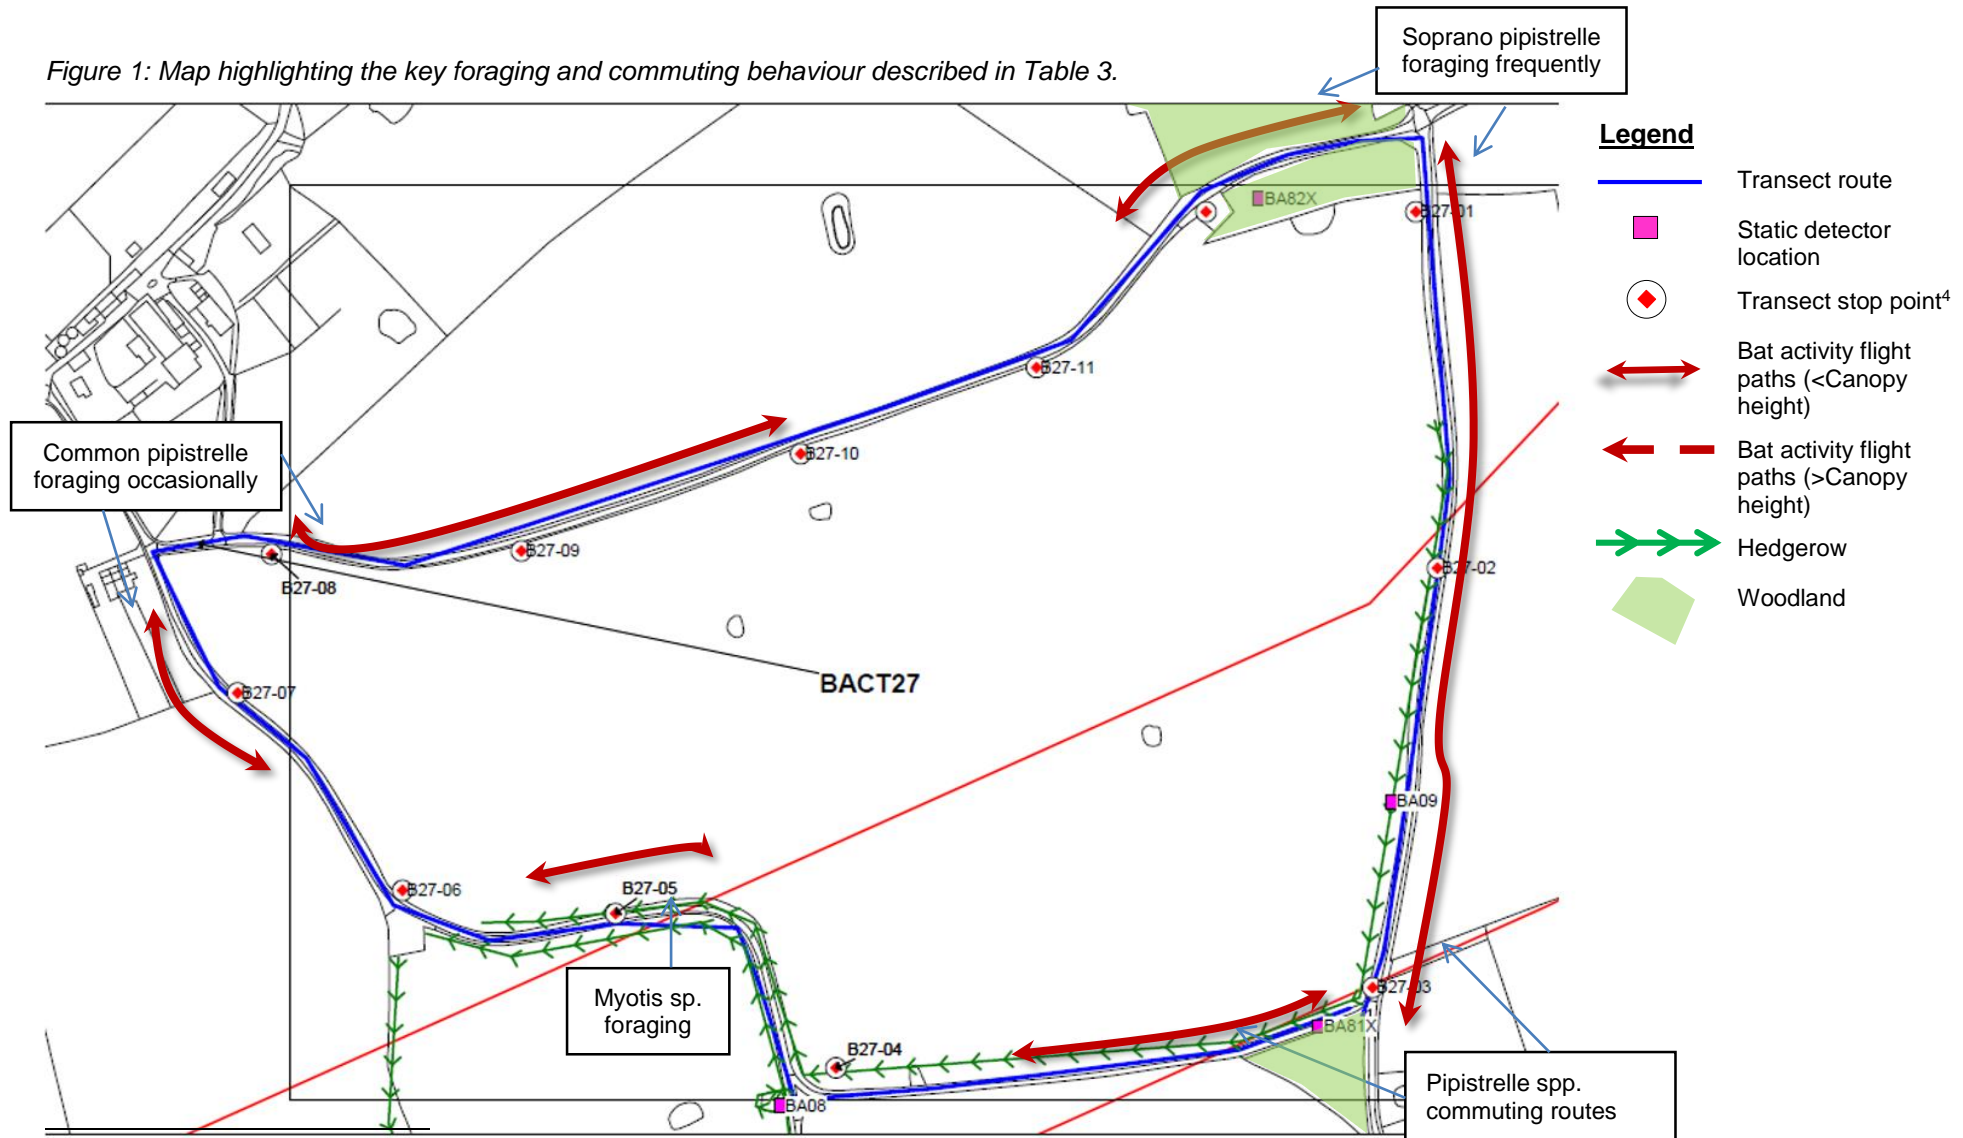 Soprano pipistrelle
foraging frequently
Figure 1: Map highlighting the key foraging and commuting behaviour described in Table 3.
Legend
Transect route
Static detector
location
Transect stop point4
Bat activity flight
paths (<Canopy
height)
Bat activity flight
paths (>Canopy
height)
Hedgerow
Woodland
BA82X
B27-01
B27-11
Common pipistrelle
foraging occasionally
B27-10
B27-09
B27-02
B27-08
BACT27
B27-07
BA09
B27-06
B27-05
B27-03
Myotis sp.
foraging
BA81X
B27-04
Pipistrelle spp.
commuting routes
BA08